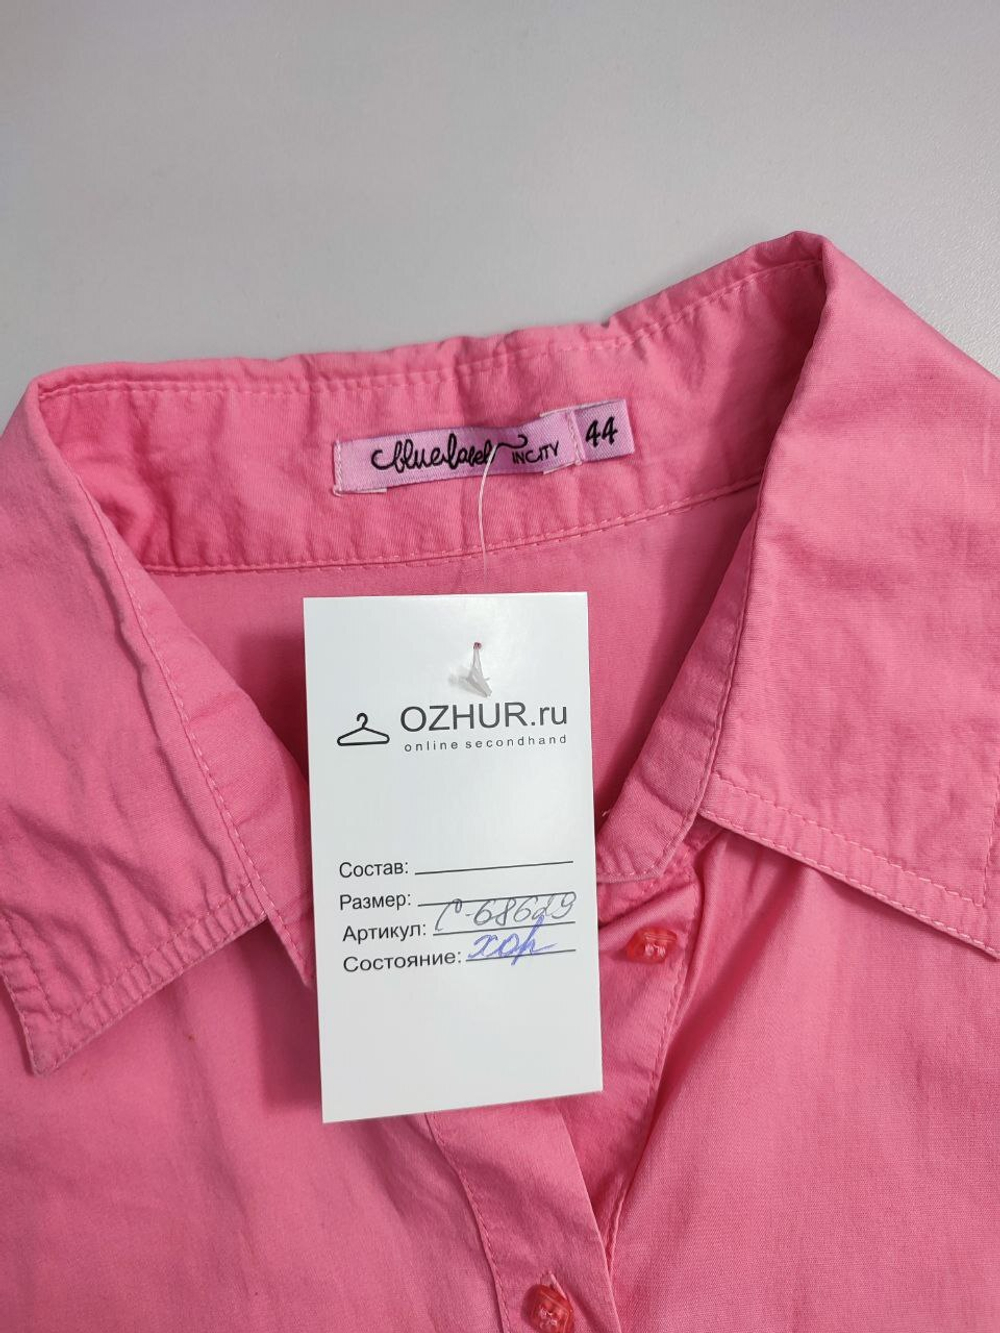 bluelabel INCITY 44
OZHUR.ru
online secondhand
Состав:
Размер:
Артикул: С-68629
Состояние: хор